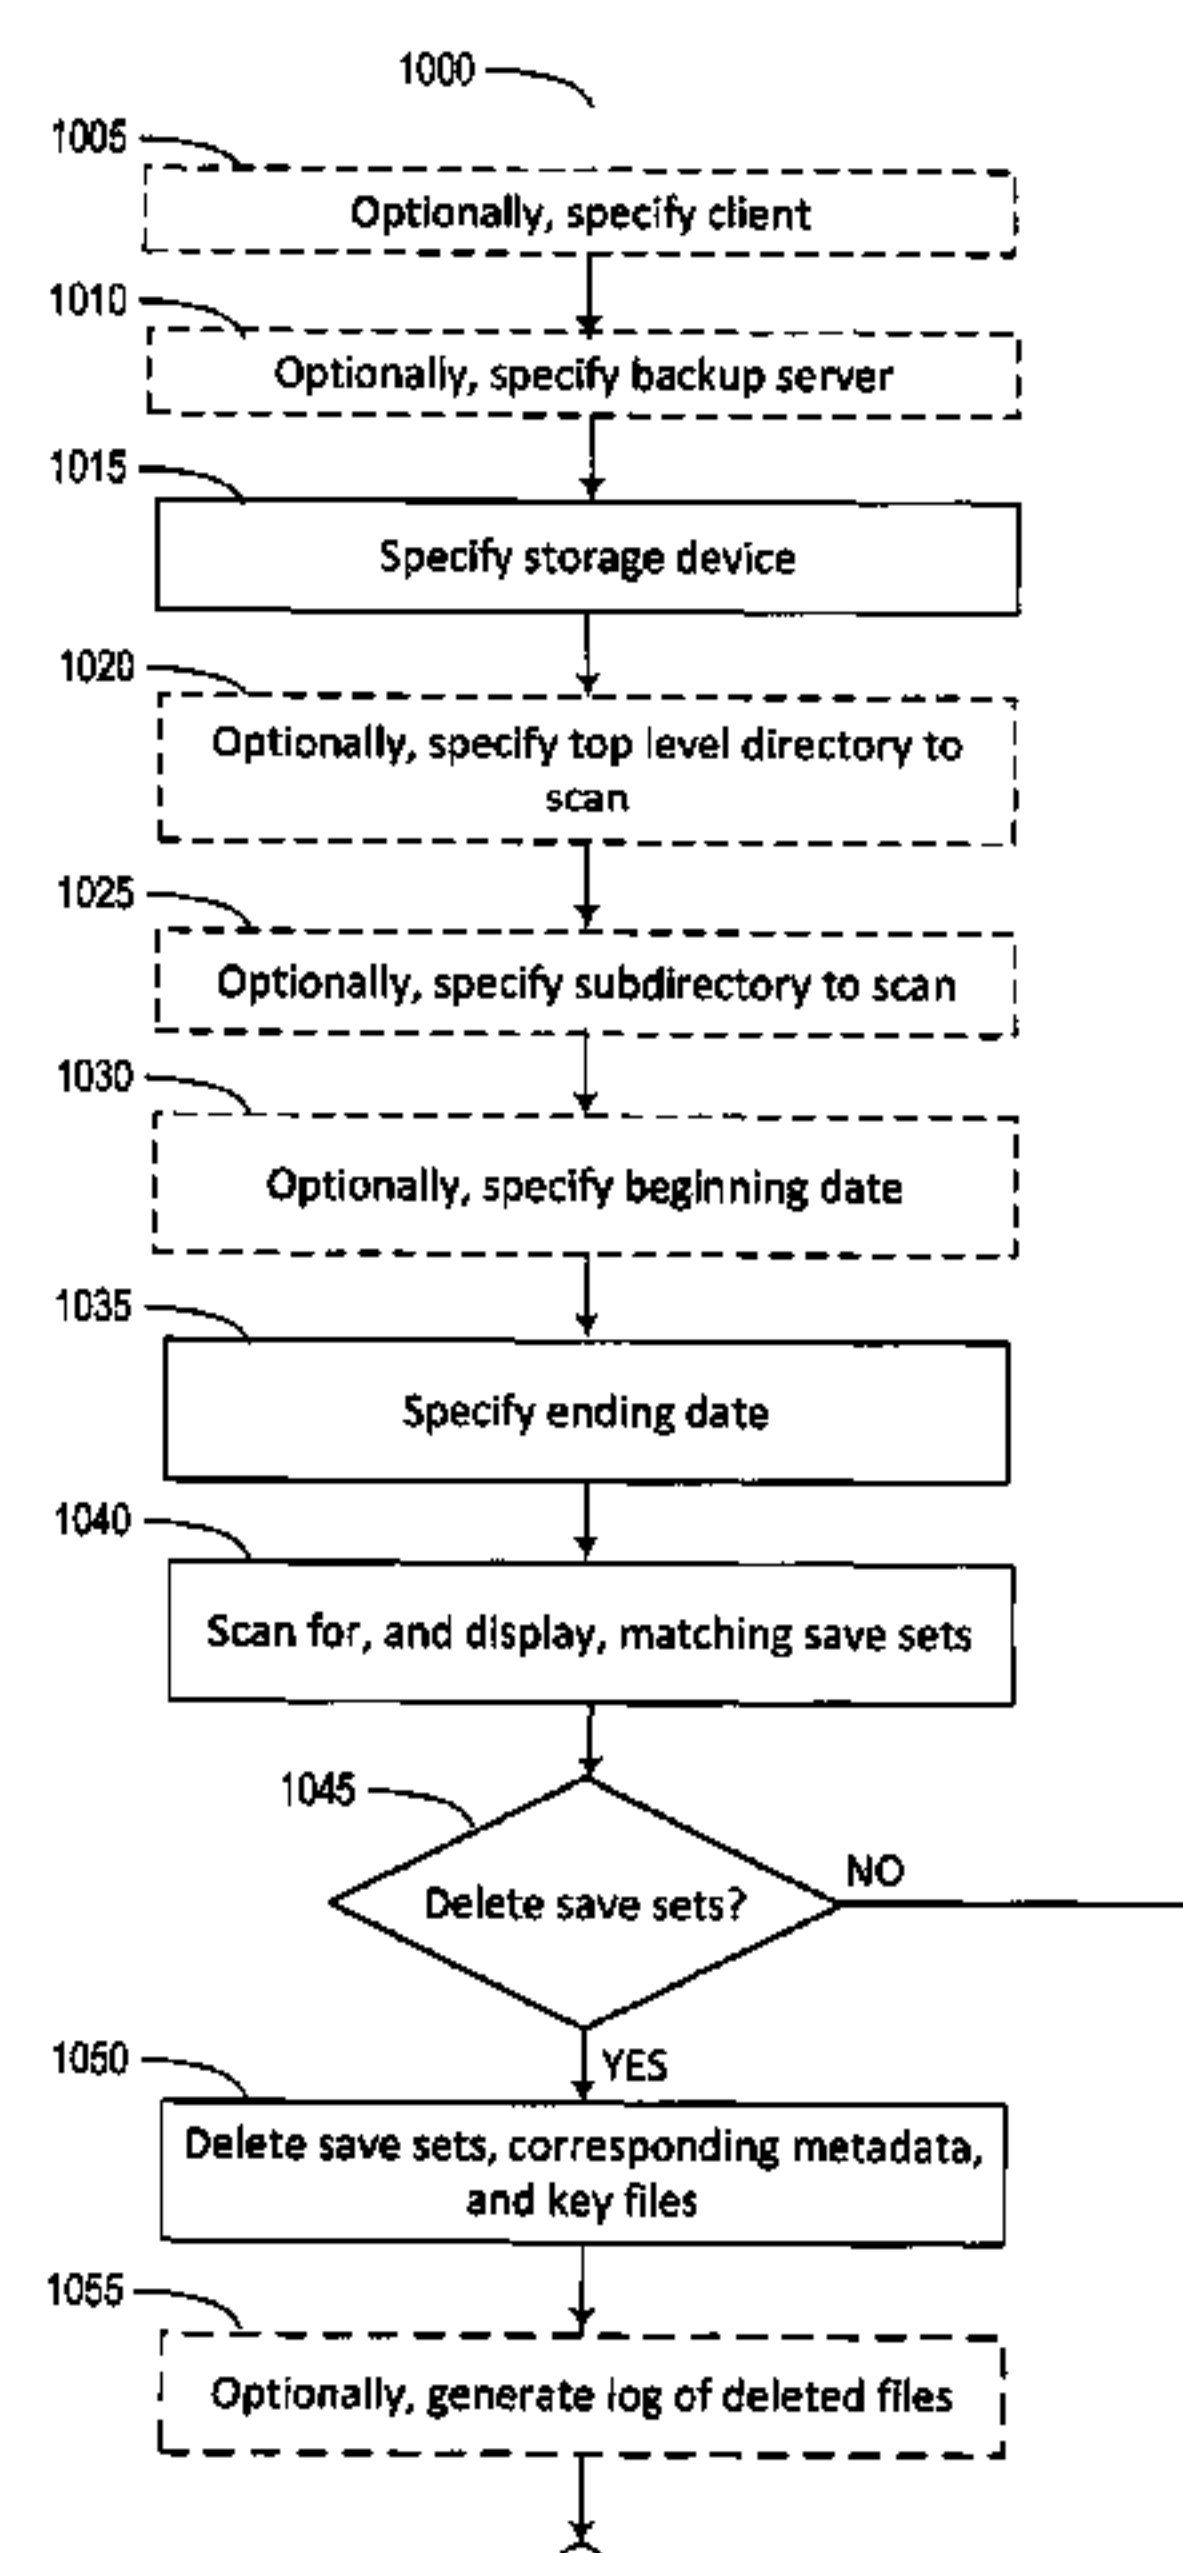 1000
1005
Optionally, specify client
1010
Optionally, specify backup server
1015
Specify storage device
1020
Optionally, specify top level directory to
scan
1025
Optionally, specify subdirectory to scan
1030
Optionally, specify beginning date
1035
Specify ending date
1040
Scan for, and display, matching save sets
1045
Delete save sets?
NO
YES
1050
Delete save sets, corresponding metadata,
and key files
1055
Optionally, generate log of deleted files